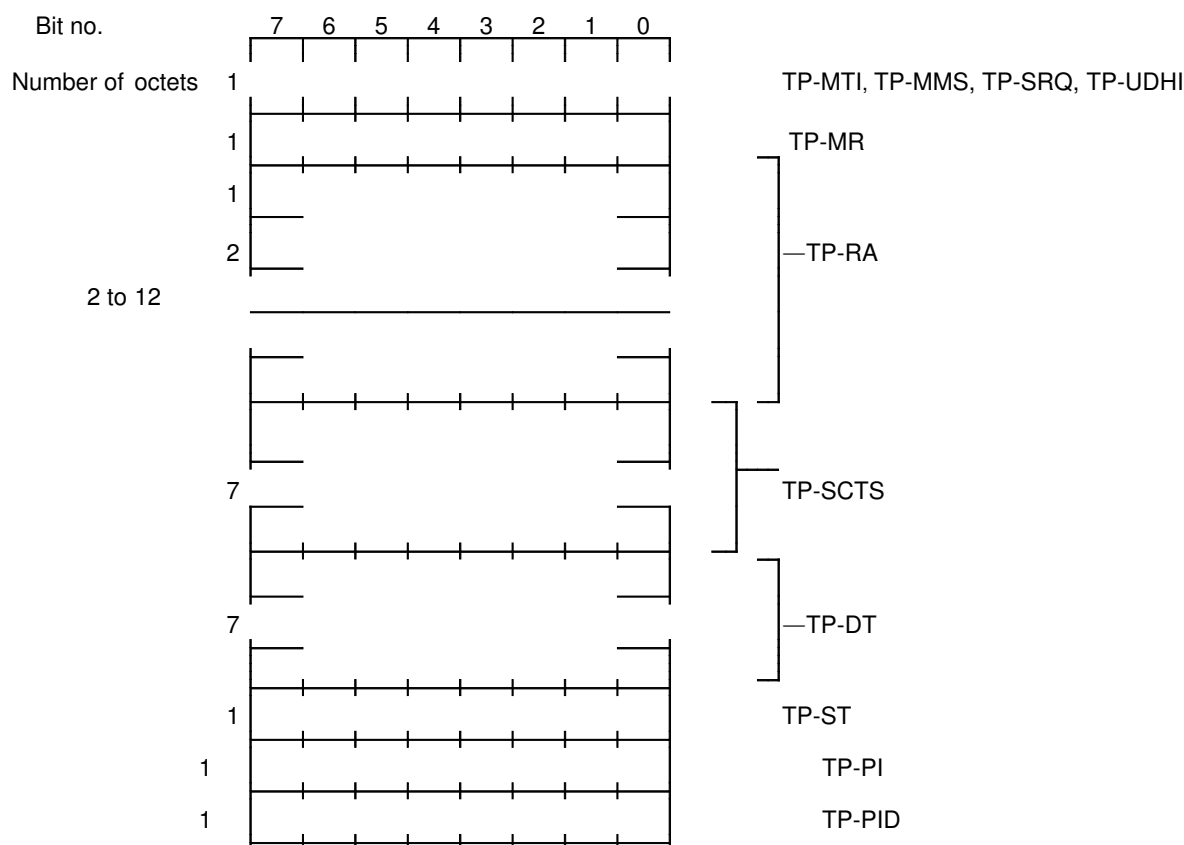 Bit no. 7 6 5 4 3 2 1 0
Number of octets 1 TP-MTI, TP-MMS, TP-SRQ, TP-UDHI
1 TP-MR
1
2 —TP-RA
2 to 12
7 TP-SCTS
7 —TP-DT
1 TP-ST
1 TP-PI
1 TP-PID